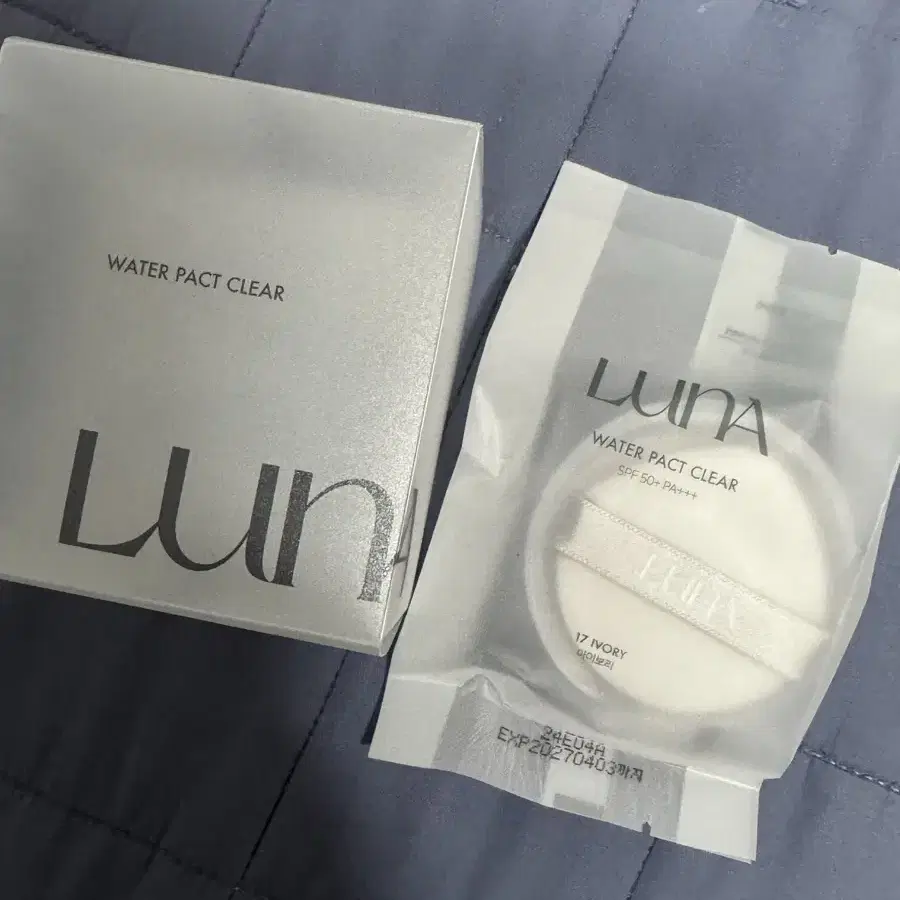 WATER PACT CLEAR
LUNA
LUNA
WATER PACT CLEAR
SPF 50+ PA+++
LUNA
17 IVORY
아이보리
24E04A
EXP20270403까지